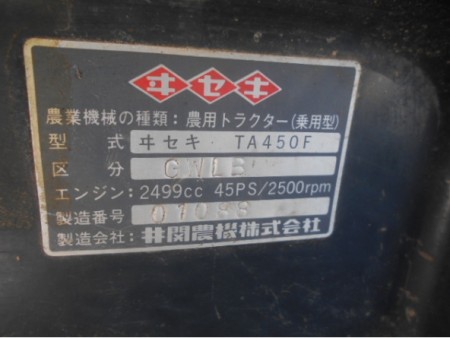 ヰセキ
農業機械の種類：農用トラクター(乗用型)
型 式 ヰセキ TA450F
区 分 C1LB
エンジン：2499cc 45PS/2500rpm
製造番号 01088
製造会社：井関農機株式会社